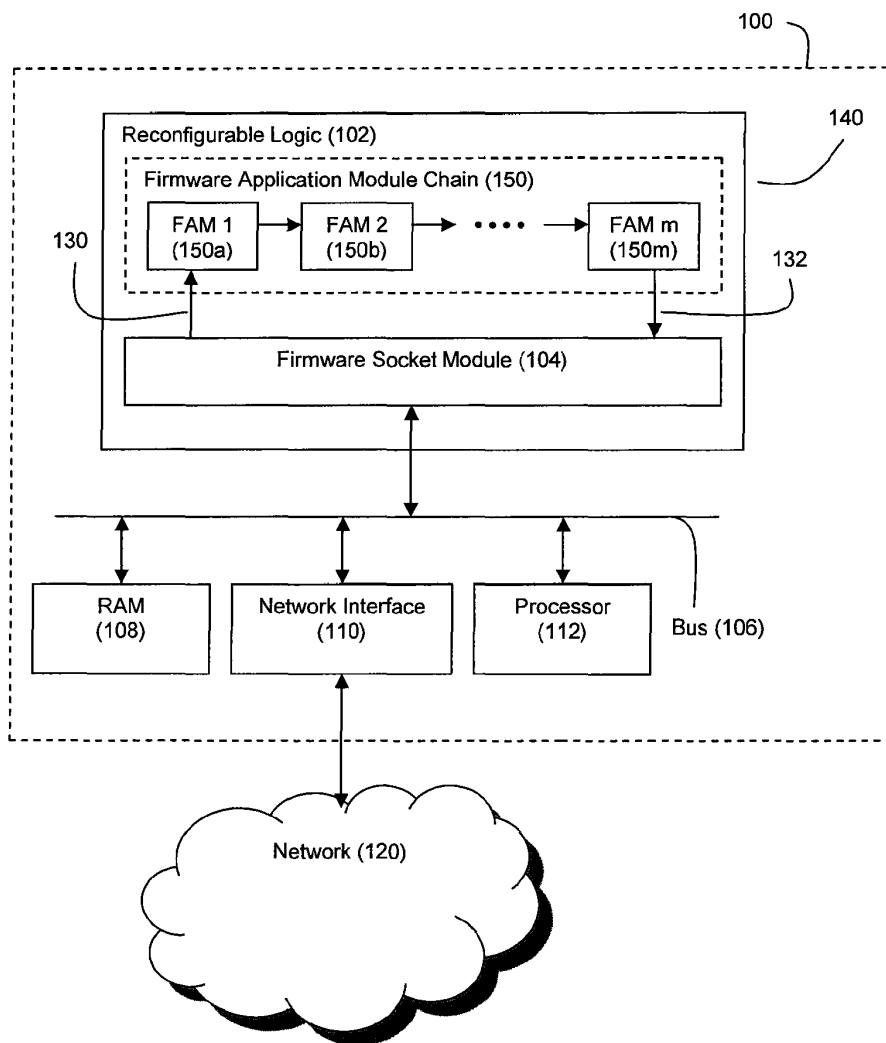 100
140
Reconfigurable Logic (102)
Firmware Application Module Chain (150)
FAM 1
(150a)
FAM 2
(150b)
FAM m
(150m)
130
132
Firmware Socket Module (104)
RAM
(108)
Network Interface
(110)
Processor
(112)
Bus (106)
Network (120)